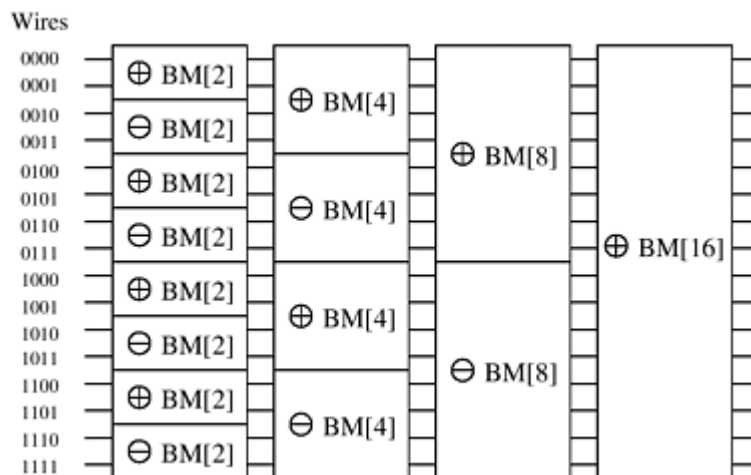 Wires
0000
0001
0010
0011
0100
0101
0110
0111
1000
1001
1010
1011
1100
1101
1110
1111
⊕ BM[2]
⊖ BM[2]
⊕ BM[2]
⊖ BM[2]
⊕ BM[2]
⊖ BM[2]
⊕ BM[2]
⊖ BM[2]
⊕ BM[4]
⊖ BM[4]
⊕ BM[4]
⊖ BM[4]
⊕ BM[8]
⊖ BM[8]
⊕ BM[16]